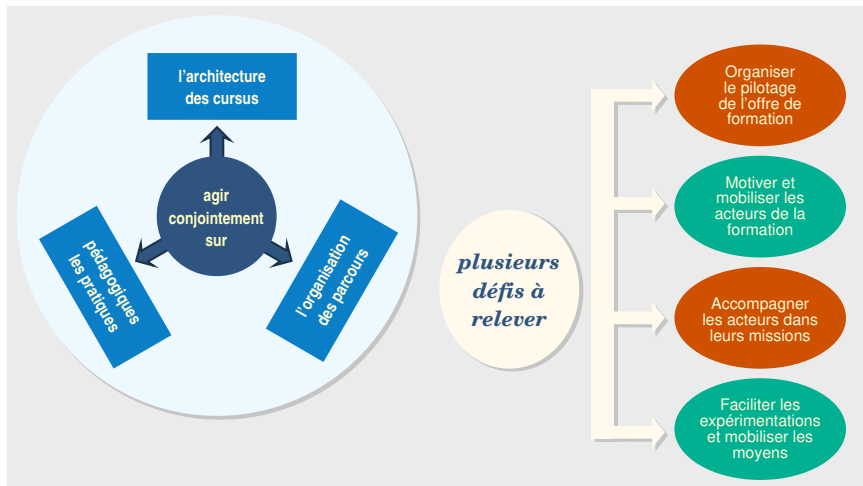 l'architecture
des cursus
agir
conjointement
sur
les pratiques
pédagogiques
l'organisation
des parcours
plusieurs
défis à
relever
Organiser
le pilotage
de l'offre de
formation
Motiver et
mobiliser les
acteurs de la
formation
Accompagner
les acteurs dans
leurs missions
Faciliter les
expérimentations
et mobiliser les
moyens